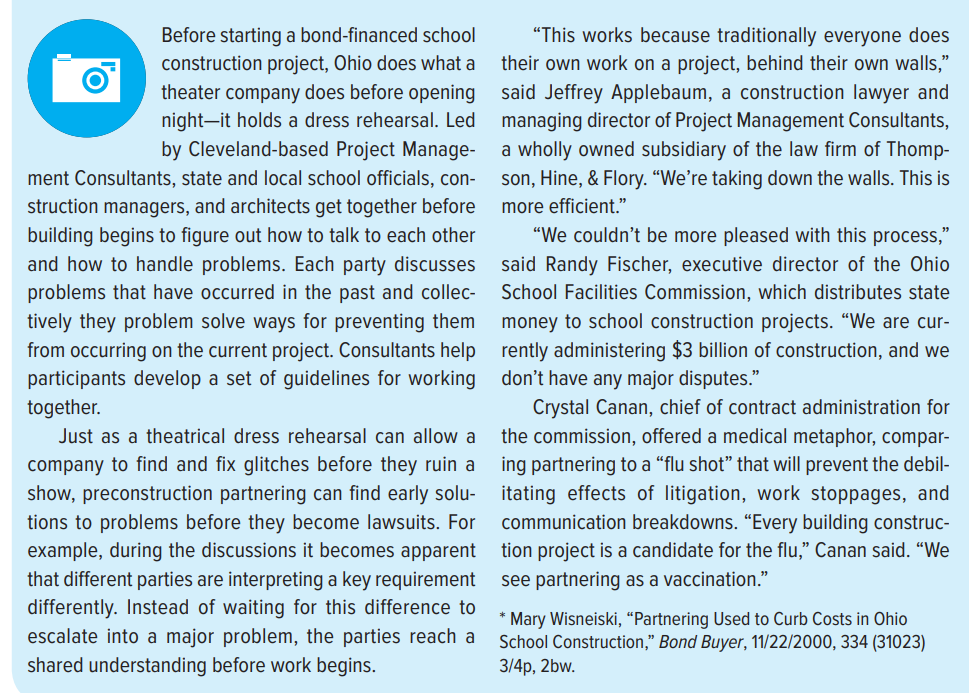 Before starting a bond-financed school
construction project, Ohio does what a
theater company does before opening
night—it holds a dress rehearsal. Led
by Cleveland-based Project Manage-
ment Consultants, state and local school officials, con-
struction managers, and architects get together before
building begins to figure out how to talk to each other
and how to handle problems. Each party discusses
problems that have occurred in the past and collec-
tively they problem solve ways for preventing them
from occurring on the current project. Consultants help
participants develop a set of guidelines for working
together.
Just as a theatrical dress rehearsal can allow a
company to find and fix glitches before they ruin a
show, preconstruction partnering can find early solu-
tions to problems before they become lawsuits. For
example, during the discussions it becomes apparent
that different parties are interpreting a key requirement
differently. Instead of waiting for this difference to
escalate into a major problem, the parties reach a
shared understanding before work begins.
“This works because traditionally everyone does
their own work on a project, behind their own walls,”
said Jeffrey Applebaum, a construction lawyer and
managing director of Project Management Consultants,
a wholly owned subsidiary of the law firm of Thomp-
son, Hine, & Flory. “We’re taking down the walls. This is
more efficient.”
“We couldn’t be more pleased with this process,”
said Randy Fischer, executive director of the Ohio
School Facilities Commission, which distributes state
money to school construction projects. “We are cur-
rently administering $3 billion of construction, and we
don’t have any major disputes.”
Crystal Canan, chief of contract administration for
the commission, offered a medical metaphor, compar-
ing partnering to a “flu shot” that will prevent the debil-
itating effects of litigation, work stoppages, and
communication breakdowns. “Every building construc-
tion project is a candidate for the flu,” Canan said. “We
see partnering as a vaccination.”
* Mary Wisneiski, “Partnering Used to Curb Costs in Ohio
School Construction,” Bond Buyer, 11/22/2000, 334 (31023)
3/4p, 2bw.